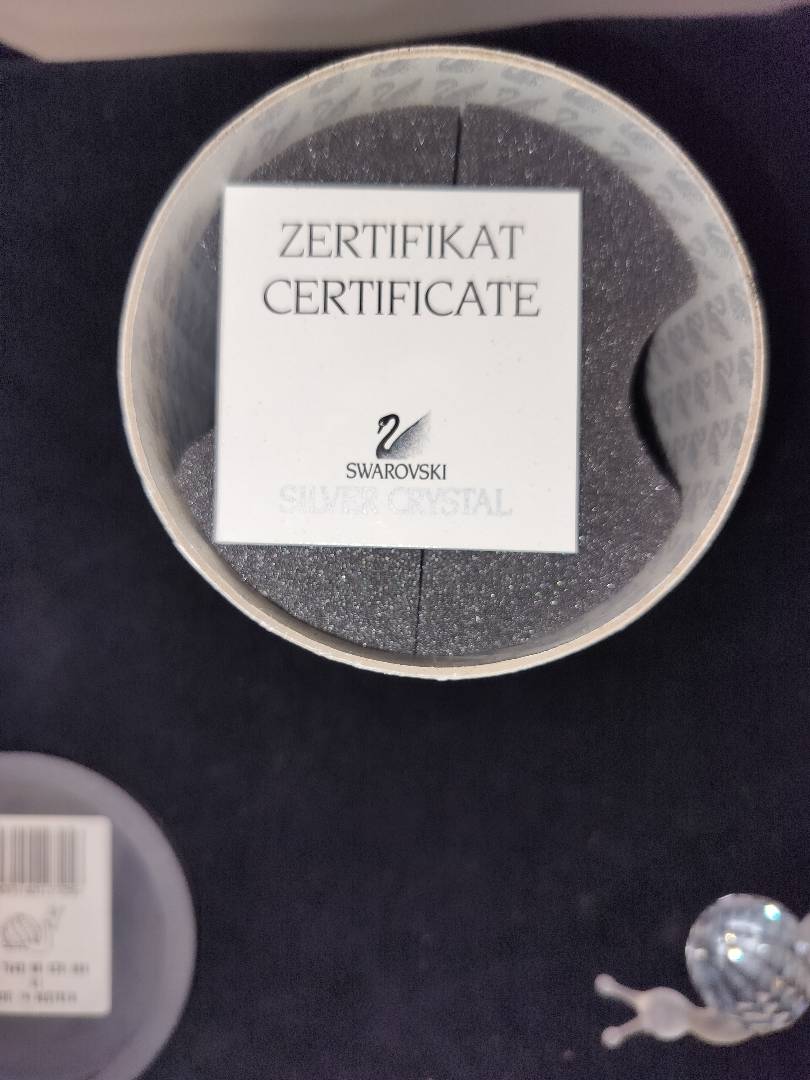 ZERTIFIKAT
CERTIFICATE
SWAROVSKI
SILVER CRYSTAL